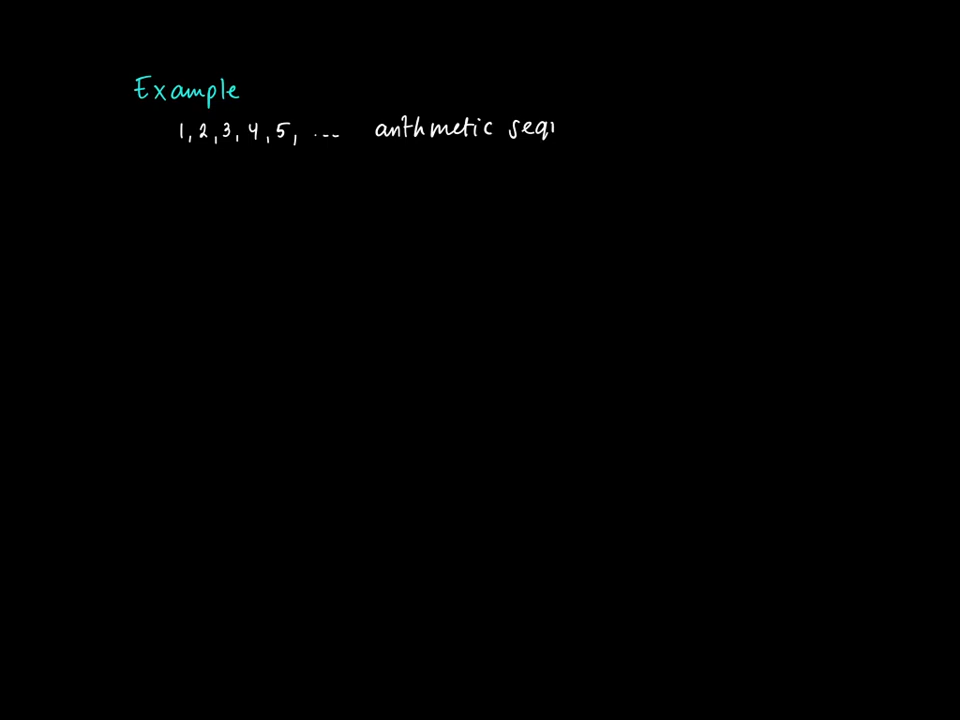 Example
1, 2, 3, 4, 5, ... arithmetic seq